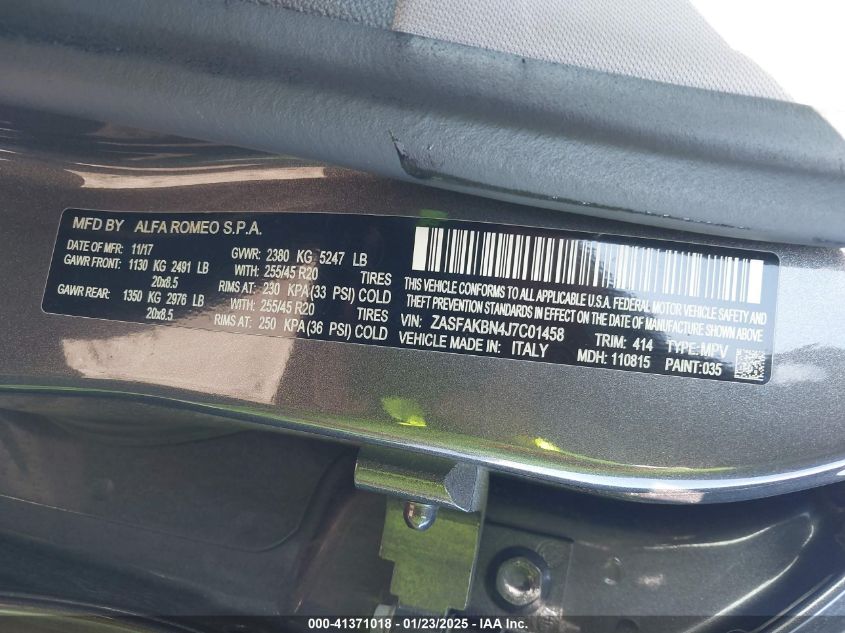 MFD BY ALFA ROMEO S.P.A.
DATE OF MFR: 11/17 GVWR: 2380 KG 5247 LB
GAWR FRONT: 1130 KG 2491 LB WITH: 255/45 R20 TIRES
20x8.5 RIMS AT: 230 KPA(33 PSI) COLD
GAWR REAR: 1350 KG 2976 LB WITH: 255/45 R20 TIRES
20x8.5 RIMS AT: 250 KPA(36 PSI) COLD
THIS VEHICLE CONFORMS TO ALL APPLICABLE U.S.A. FEDERAL MOTOR VEHICLE SAFETY AND
THEFT PREVENTION STANDARDS IN EFFECT ON THE DATE OF MANUFACTURE SHOWN ABOVE
VIN: ZASFAKBN4J7C01458 TRIM: 414 TYPE:MPV
VEHICLE MADE IN: ITALY MDH: 110815 PAINT:035
000-41371018 - 01/23/2025 - IAA Inc.